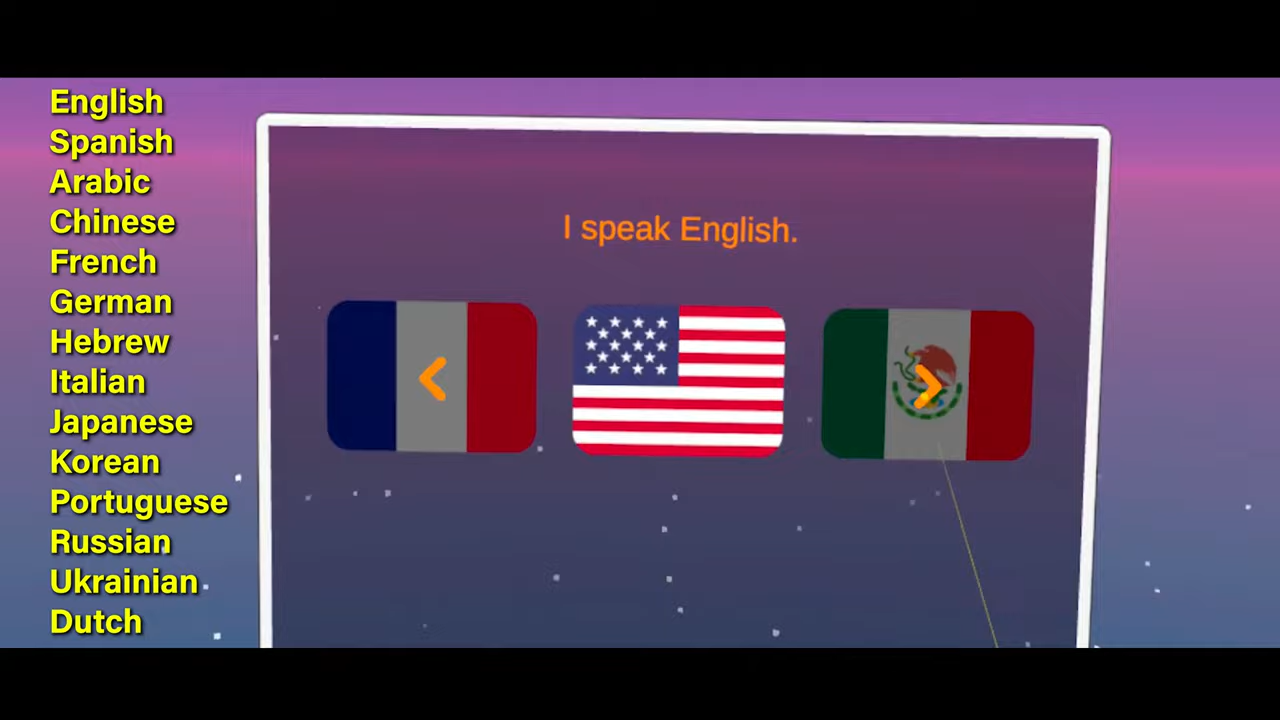 English
Spanish
Arabic
Chinese
French
German
Hebrew
Italian
Japanese
Korean
Portuguese
Russian
Ukrainian
Dutch
I speak English.